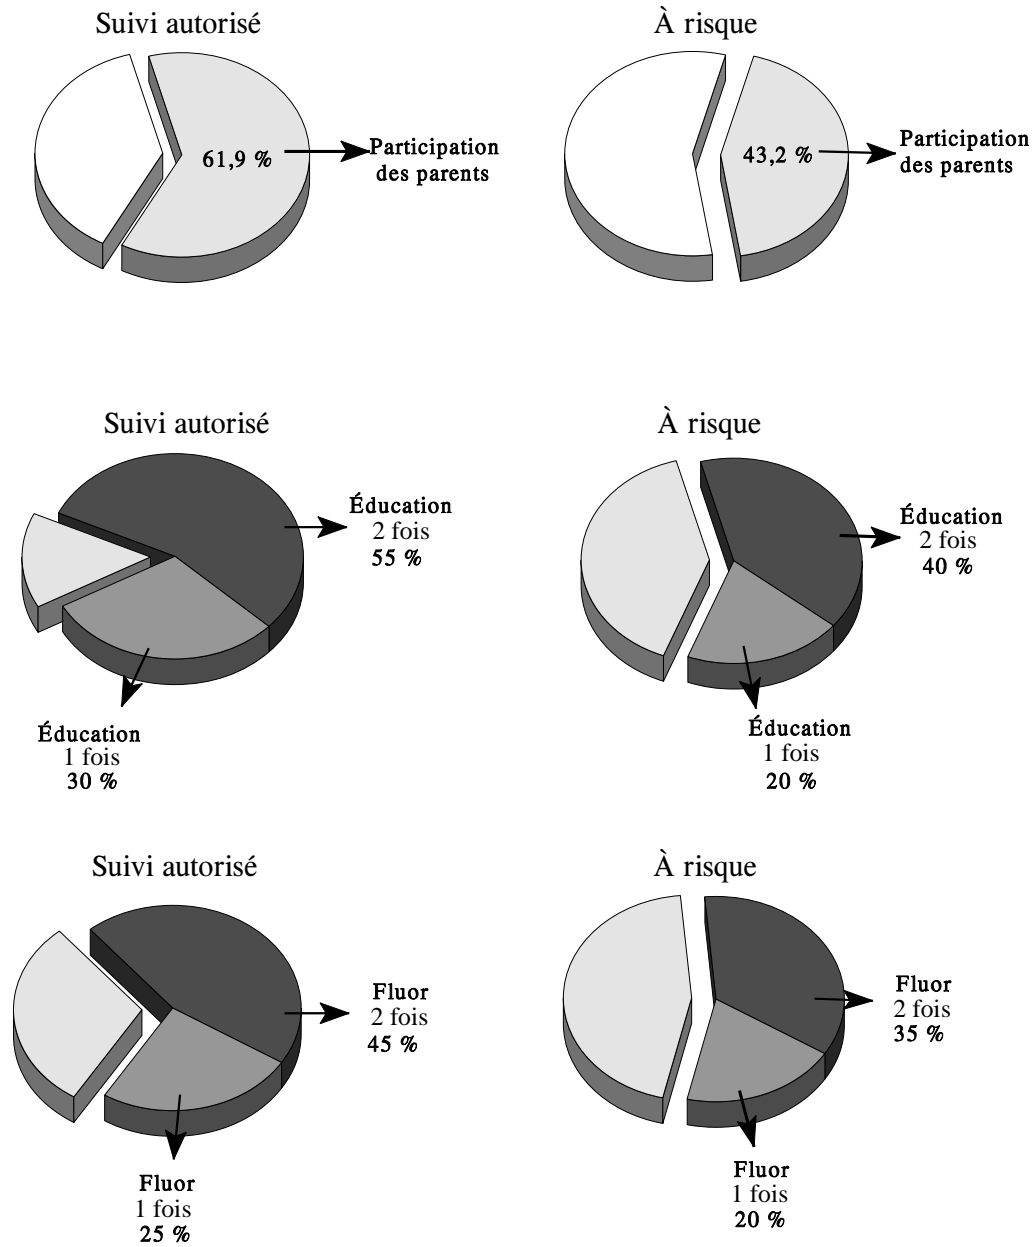 Suivi autorisé
61,9 %
Participation
des parents
À risque
43,2 %
Participation
des parents
Suivi autorisé
Éducation
2 fois
55 %
Éducation
1 fois
30 %
À risque
Éducation
2 fois
40 %
Éducation
1 fois
20 %
Suivi autorisé
Fluor
2 fois
45 %
Fluor
1 fois
25 %
À risque
Fluor
2 fois
35 %
Fluor
1 fois
20 %